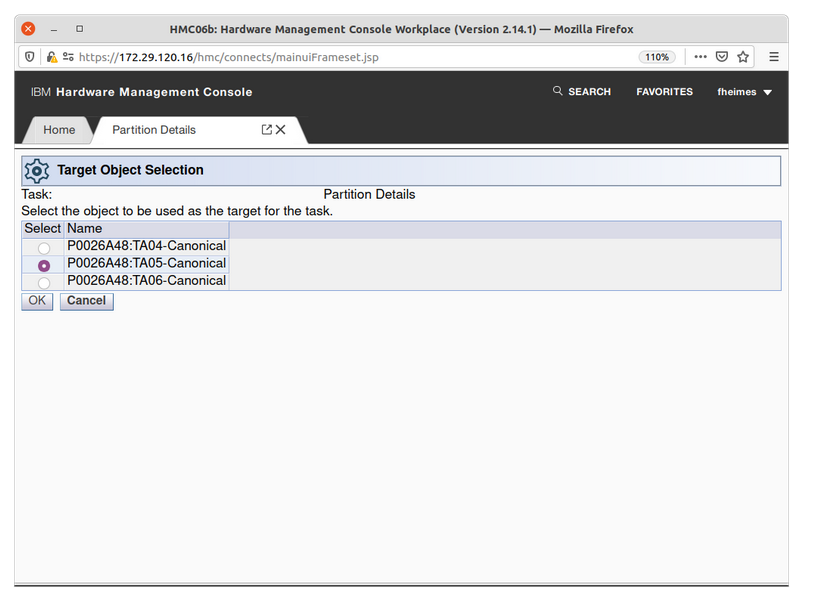 HMC06b: Hardware Management Console Workplace (Version 2.14.1) — Mozilla Firefox
https://172.29.120.16/hmc/connects/mainuiFrameset.jsp 110%
IBM Hardware Management Console SEARCH FAVORITES fheimes
Home Partition Details
Target Object Selection
Task: Partition Details
Select the object to be used as the target for the task.
Select Name
P0026A48:TA04-Canonical
P0026A48:TA05-Canonical
P0026A48:TA06-Canonical
OK Cancel